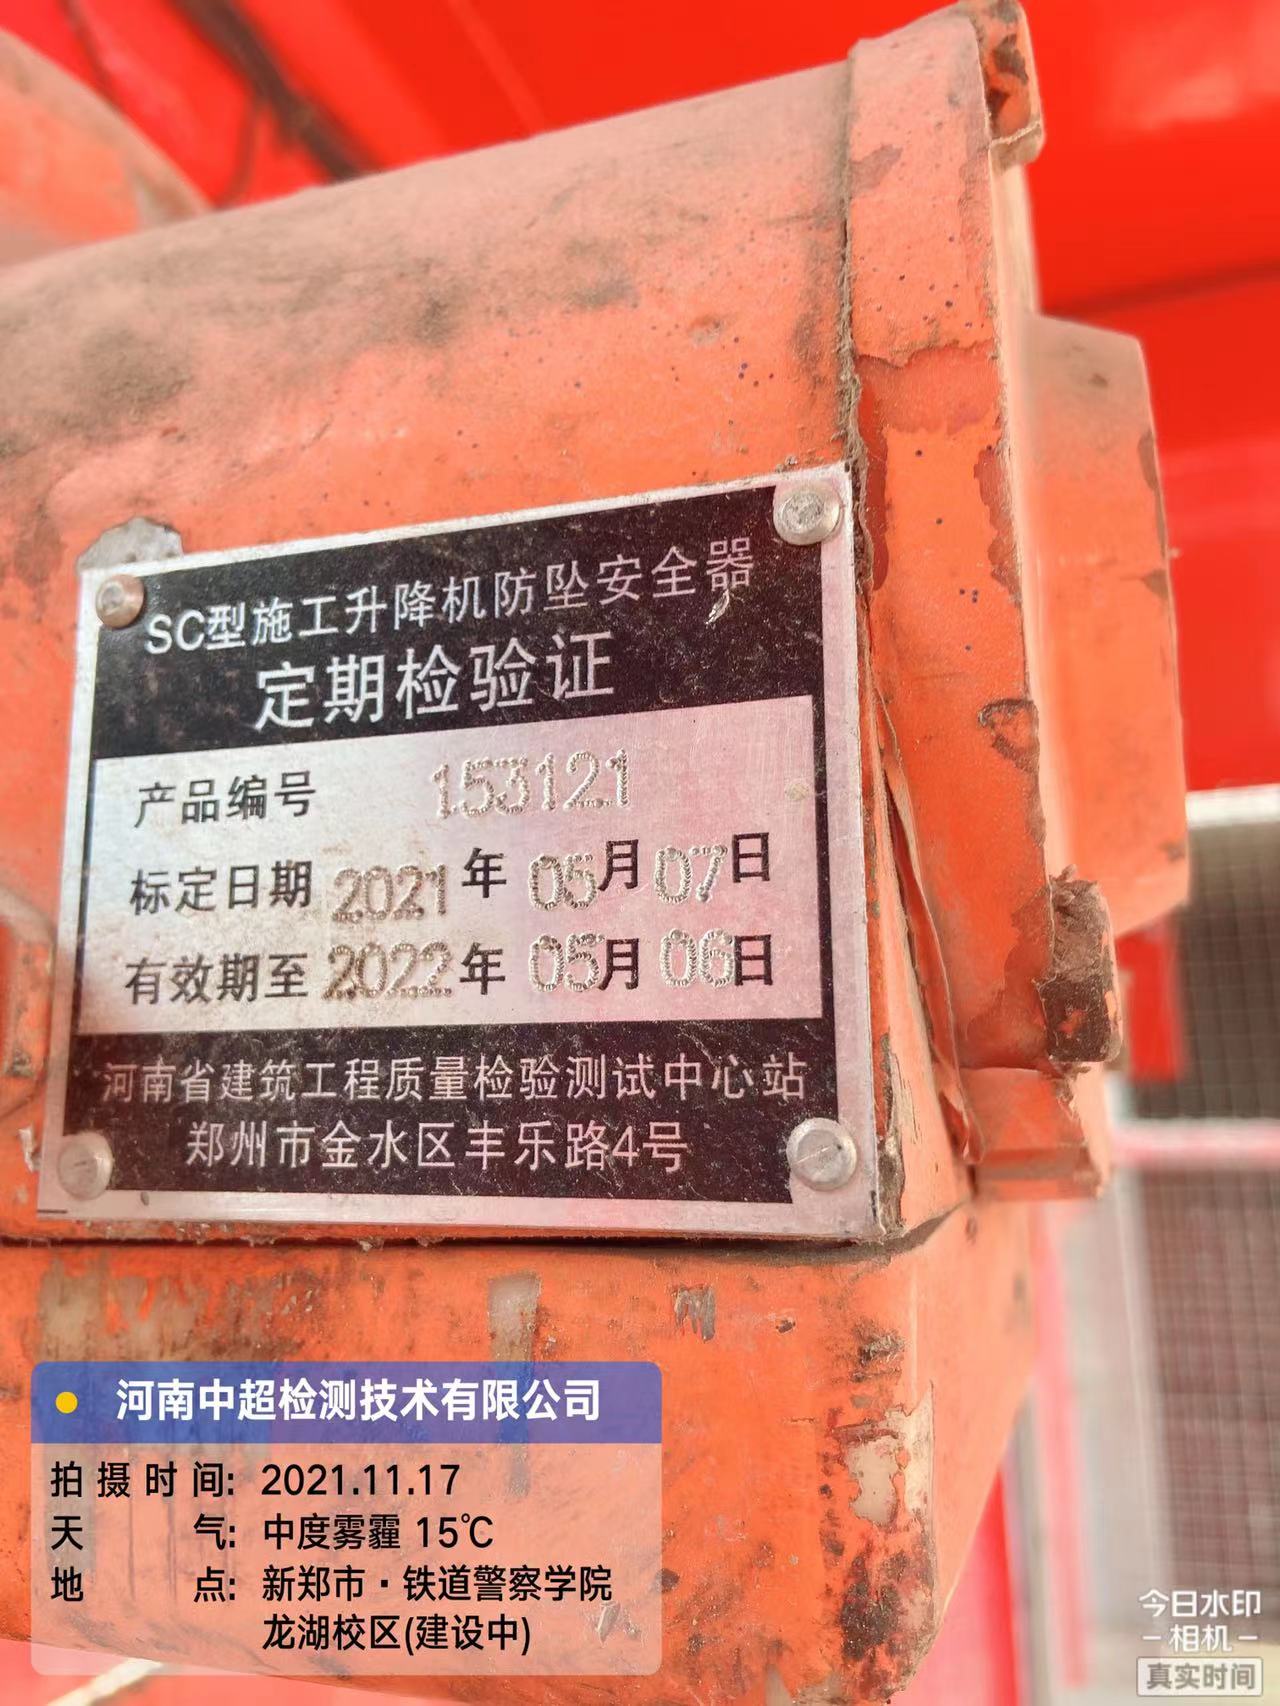 SC型施工升降机防坠安全器
定期检验证
产品编号 153121
标定日期 2021年 05月 07日
有效期至 2022年 05月 06日
河南省建筑工程质量检验测试中心站
郑州市金水区丰乐路4号
河南中超检测技术有限公司
拍摄时间: 2021.11.17
天气: 中度雾霾 15℃
地点: 新郑市·铁道警察学院
龙湖校区(建设中)
今日水印
相机
真实时间